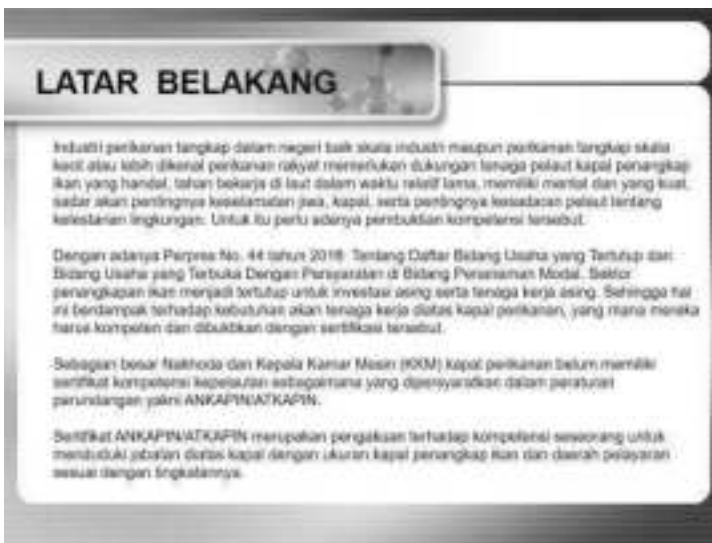 LATAR BELAKANG
Industri perikanan tangkap dalam negeri baik skala industri maupun perikanan tangkap skala
kecil atau lebih dikenal perikanan rakyat memerlukan dukungan tenaga pelaut kapal penangkap
ikan yang handal, tahan bekerja di laut dalam waktu relatif lama, memiliki mental dan yang kuat,
sadar akan pentingnya keselamatan jiwa, kapal, serta pentingnya kesadaran pelaut tentang
kelestarian lingkungan. Untuk itu perlu adanya pembuktian kompetensi tersebut.
Dengan adanya Perpres No. 44 tahun 2016 Tentang Daftar Bidang Usaha yang Tertutup dan
Bidang Usaha yang Terbuka Dengan Persyaratan di Bidang Penanaman Modal. Sektor
penangkapan ikan menjadi tertutup untuk investasi asing serta tenaga kerja asing. Sehingga hal
ini berdampak terhadap kebutuhan akan tenaga kerja diatas kapal perikanan, yang mana mereka
harus kompeten dan dibuktikan dengan sertifikasi tersebut.
Sebagian besar Nakhoda dan Kepala Kamar Mesin (KKM) kapal perikanan belum memiliki
sertifikat kompetensi kepelautan sebagaimana yang dipersyaratkan dalam peraturan
perundangan yakni ANKAPIN/ATKAPIN.
Sertifikat ANKAPIN/ATKAPIN merupakan pengakuan terhadap kompetensi seseorang untuk
menduduki jabatan diatas kapal dengan ukuran kapal penangkap ikan dan daerah pelayaran
sesuai dengan tingkatannya.